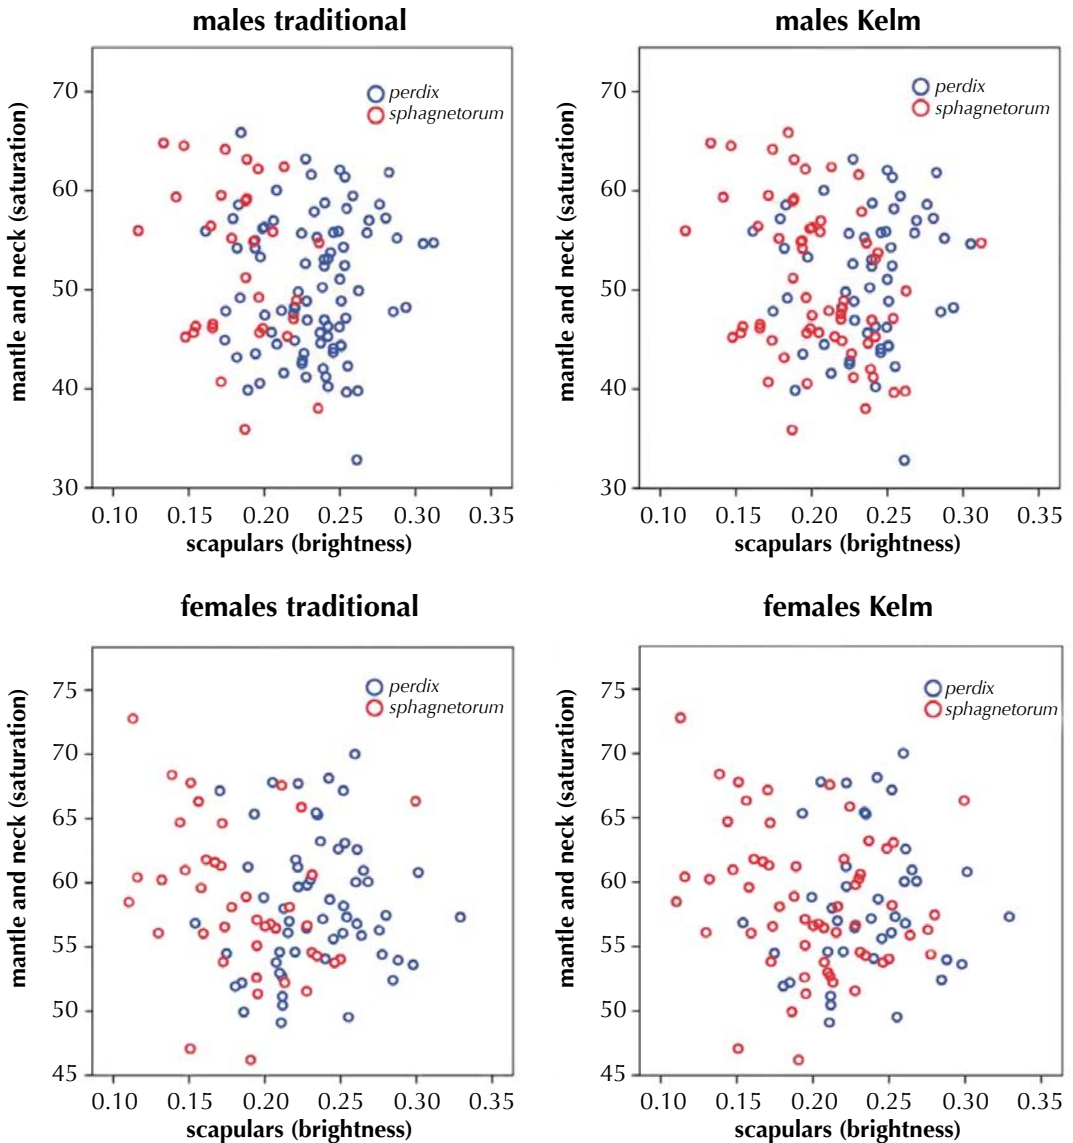 males traditional
mantle and neck (saturation)
70
60
50
40
30
perdix
sphagnetorum
0.10 0.15 0.20 0.25 0.30 0.35
scapulars (brightness)
males Kelm
mantle and neck (saturation)
70
60
50
40
30
perdix
sphagnetorum
0.10 0.15 0.20 0.25 0.30 0.35
scapulars (brightness)
females traditional
mantle and neck (saturation)
75
70
65
60
55
50
45
perdix
sphagnetorum
0.10 0.15 0.20 0.25 0.30 0.35
scapulars (brightness)
females Kelm
mantle and neck (saturation)
75
70
65
60
55
50
45
perdix
sphagnetorum
0.10 0.15 0.20 0.25 0.30 0.35
scapulars (brightness)